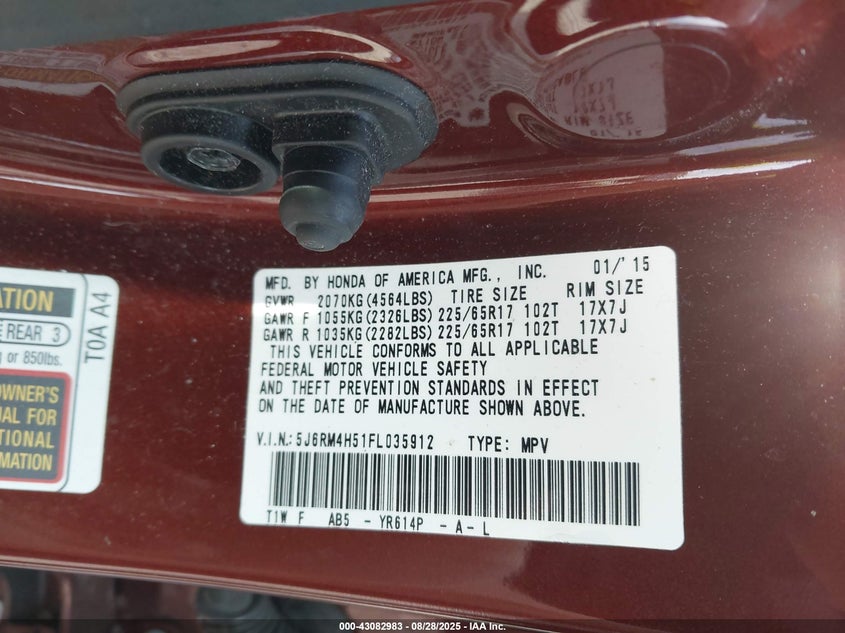 MFD. BY HONDA OF AMERICA MFG., INC. 01/'15
GVWR 2070KG(4564LBS) TIRE SIZE RIM SIZE
GAWR F 1055KG(2326LBS) 225/65R17 102T 17X7J
GAWR R 1035KG(2282LBS) 225/65R17 102T 17X7J
THIS VEHICLE CONFORMS TO ALL APPLICABLE
FEDERAL MOTOR VEHICLE SAFETY
AND THEFT PREVENTION STANDARDS IN EFFECT
ON THE DATE OF MANUFACTURE SHOWN ABOVE.
V.I.N.: 5J6RM4H51FL035912 TYPE: MPV
T1W F AB5 - YR614P - A - L
REAR 3
or 850lbs.
OWNER'S
FOR
T0A A4
000-43082983 - 08/28/2025 - IAA Inc.